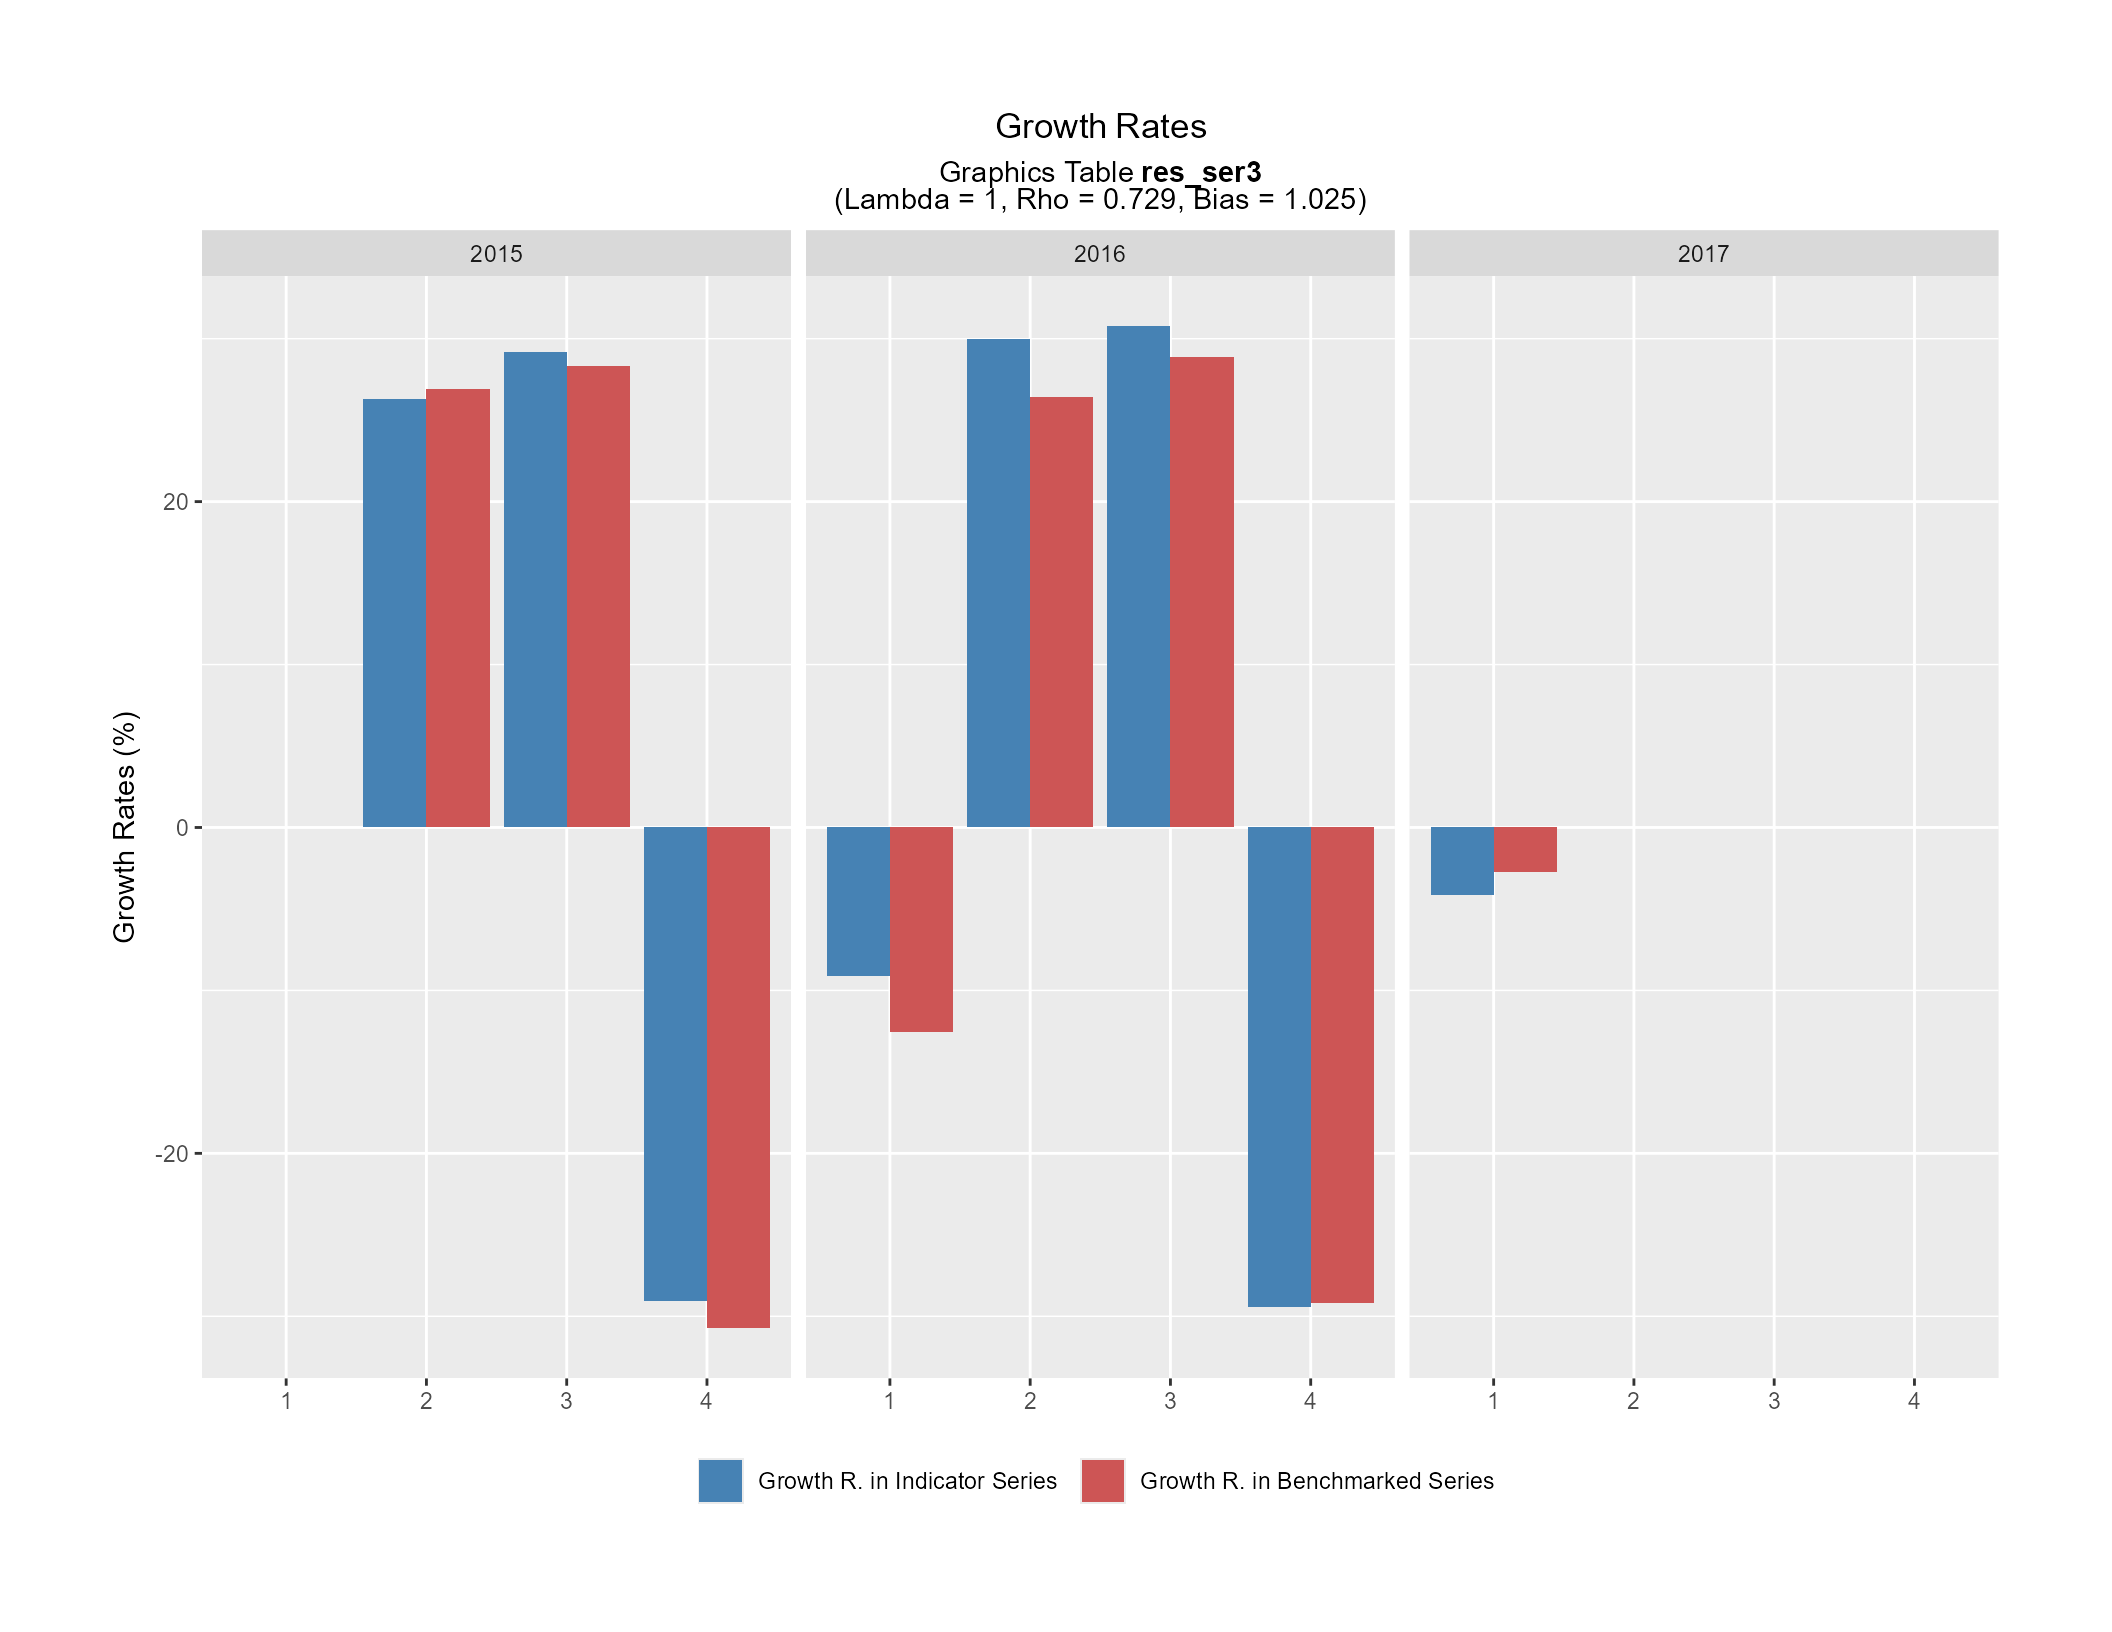 Growth Rates
Graphics Table res_ser3
(Lambda = 1, Rho = 0.729, Bias = 1.025)
2015 2016 2017
Growth Rates (%)
20
0
-20
1 2 3 4 1 2 3 4 1 2 3 4
Growth R. in Indicator Series Growth R. in Benchmarked Series